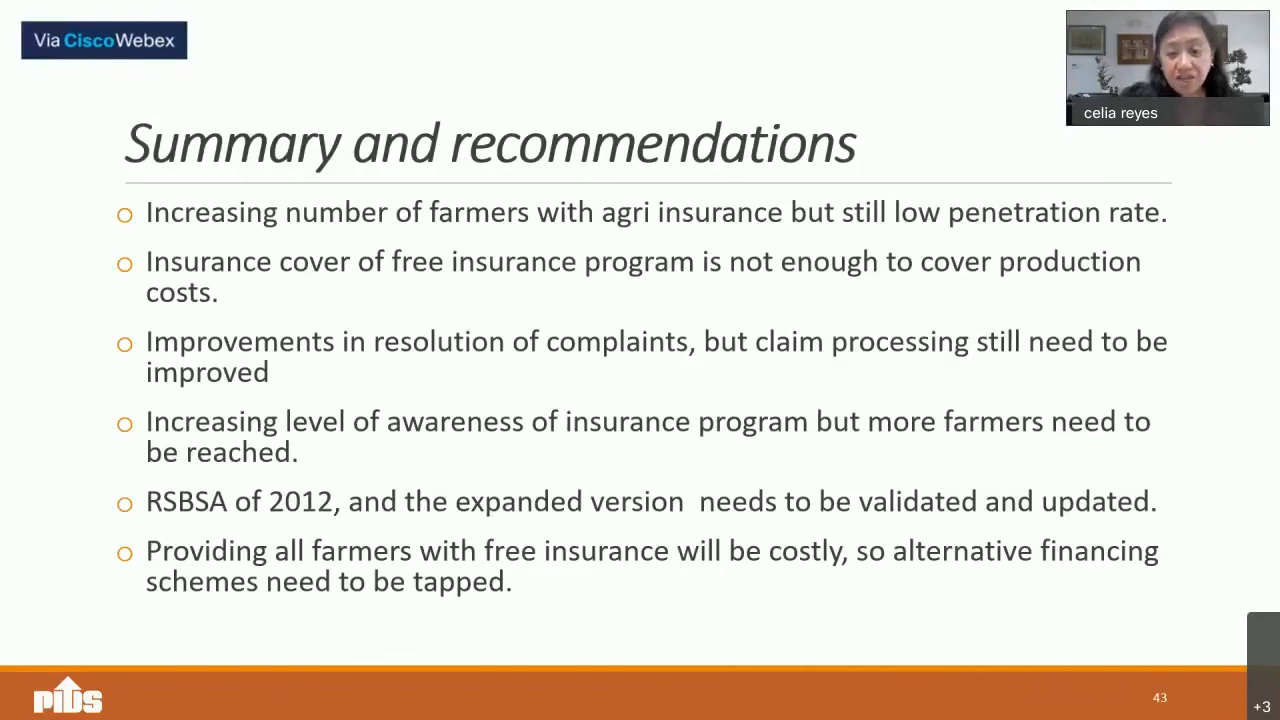 Via Cisco Webex
celia reyes
Summary and recommendations
o Increasing number of farmers with agri insurance but still low penetration rate.
o Insurance cover of free insurance program is not enough to cover production
costs.
o Improvements in resolution of complaints, but claim processing still need to be
improved
o Increasing level of awareness of insurance program but more farmers need to
be reached.
o RSBSA of 2012, and the expanded version  needs to be validated and updated.
o Providing all farmers with free insurance will be costly, so alternative financing
schemes need to be tapped.
PIDS
43
+3